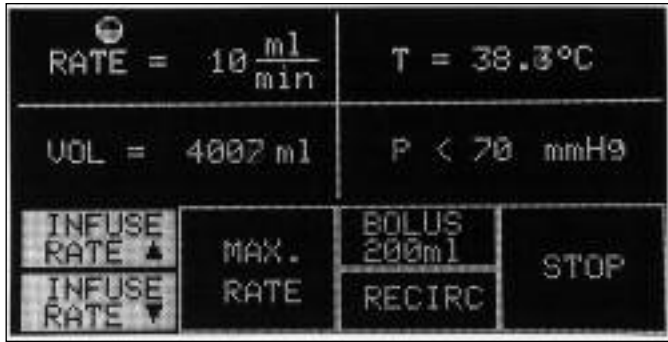 RATE = 10 ml/min
T = 38.3°C
VOL = 4007 ml
P < 70 mmHg
INFUSE
RATE ▲
INFUSE
RATE ▼
MAX.
RATE
BOLUS
200ml
RECIRC
STOP